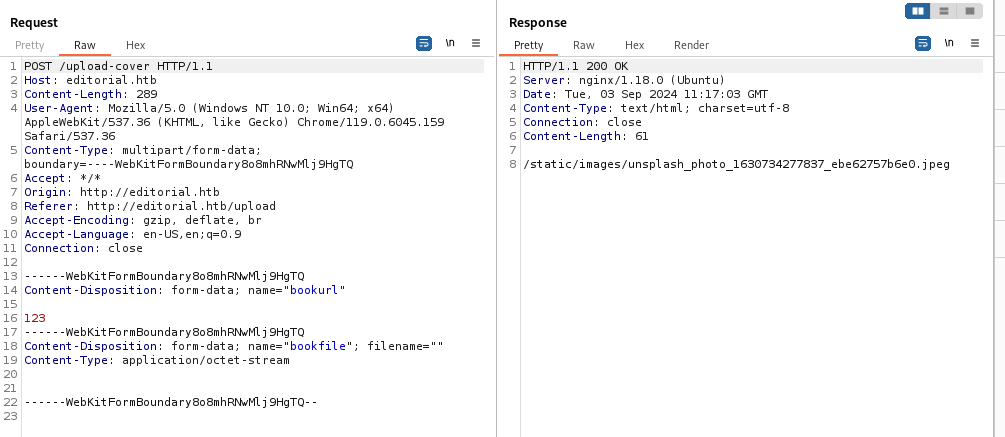 Request
Pretty Raw Hex
\n
1 POST /upload-cover HTTP/1.1
2 Host: editorial.htb
3 Content-Length: 289
4 User-Agent: Mozilla/5.0 (Windows NT 10.0; Win64; x64)
AppleWebKit/537.36 (KHTML, like Gecko) Chrome/119.0.6045.159
Safari/537.36
5 Content-Type: multipart/form-data;
boundary=----WebKitFormBoundary8o8mhRNwMlj9HgTQ
6 Accept: */*
7 Origin: http://editorial.htb
8 Referer: http://editorial.htb/upload
9 Accept-Encoding: gzip, deflate, br
10 Accept-Language: en-US,en;q=0.9
11 Connection: close
12
13 ------WebKitFormBoundary8o8mhRNwMlj9HgTQ
14 Content-Disposition: form-data; name="bookurl"
15
16 123
17 ------WebKitFormBoundary8o8mhRNwMlj9HgTQ
18 Content-Disposition: form-data; name="bookfile"; filename=""
19 Content-Type: application/octet-stream
20
21
22 ------WebKitFormBoundary8o8mhRNwMlj9HgTQ--
23
Response
Pretty Raw Hex Render
\n
1 HTTP/1.1 200 OK
2 Server: nginx/1.18.0 (Ubuntu)
3 Date: Tue, 03 Sep 2024 11:17:03 GMT
4 Content-Type: text/html; charset=utf-8
5 Connection: close
6 Content-Length: 61
7
8 /static/images/unsplash_photo_1630734277837_ebe62757b6e0.jpeg